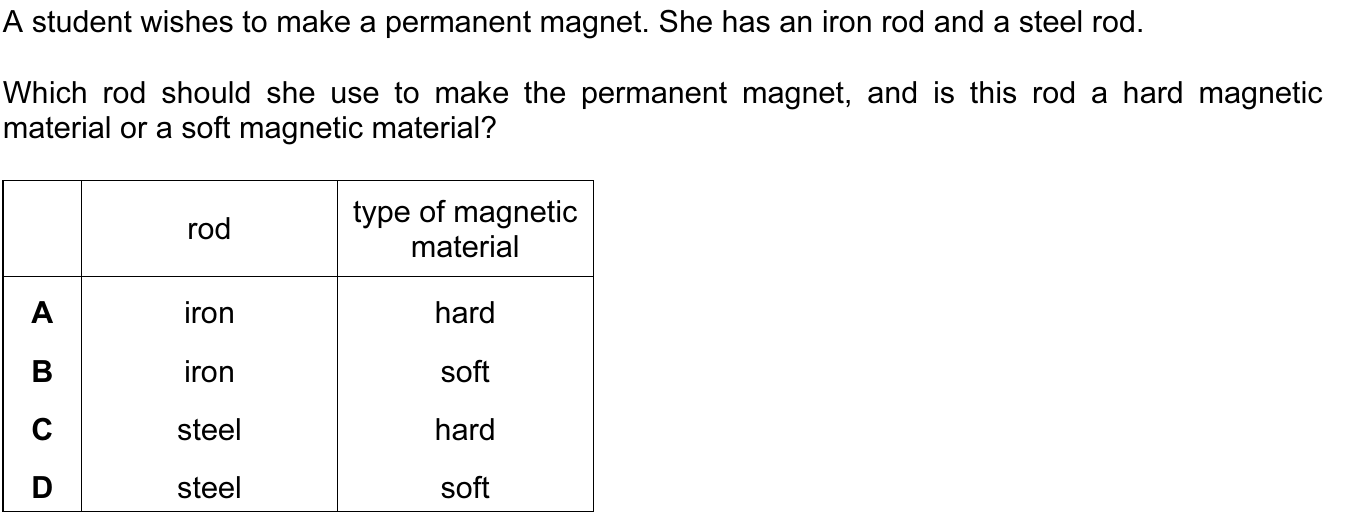 A student wishes to make a permanent magnet. She has an iron rod and a steel rod.
Which rod should she use to make the permanent magnet, and is this rod a hard magnetic
material or a soft magnetic material?
rod
type of magnetic
material
A iron hard
B iron soft
C steel hard
D steel soft